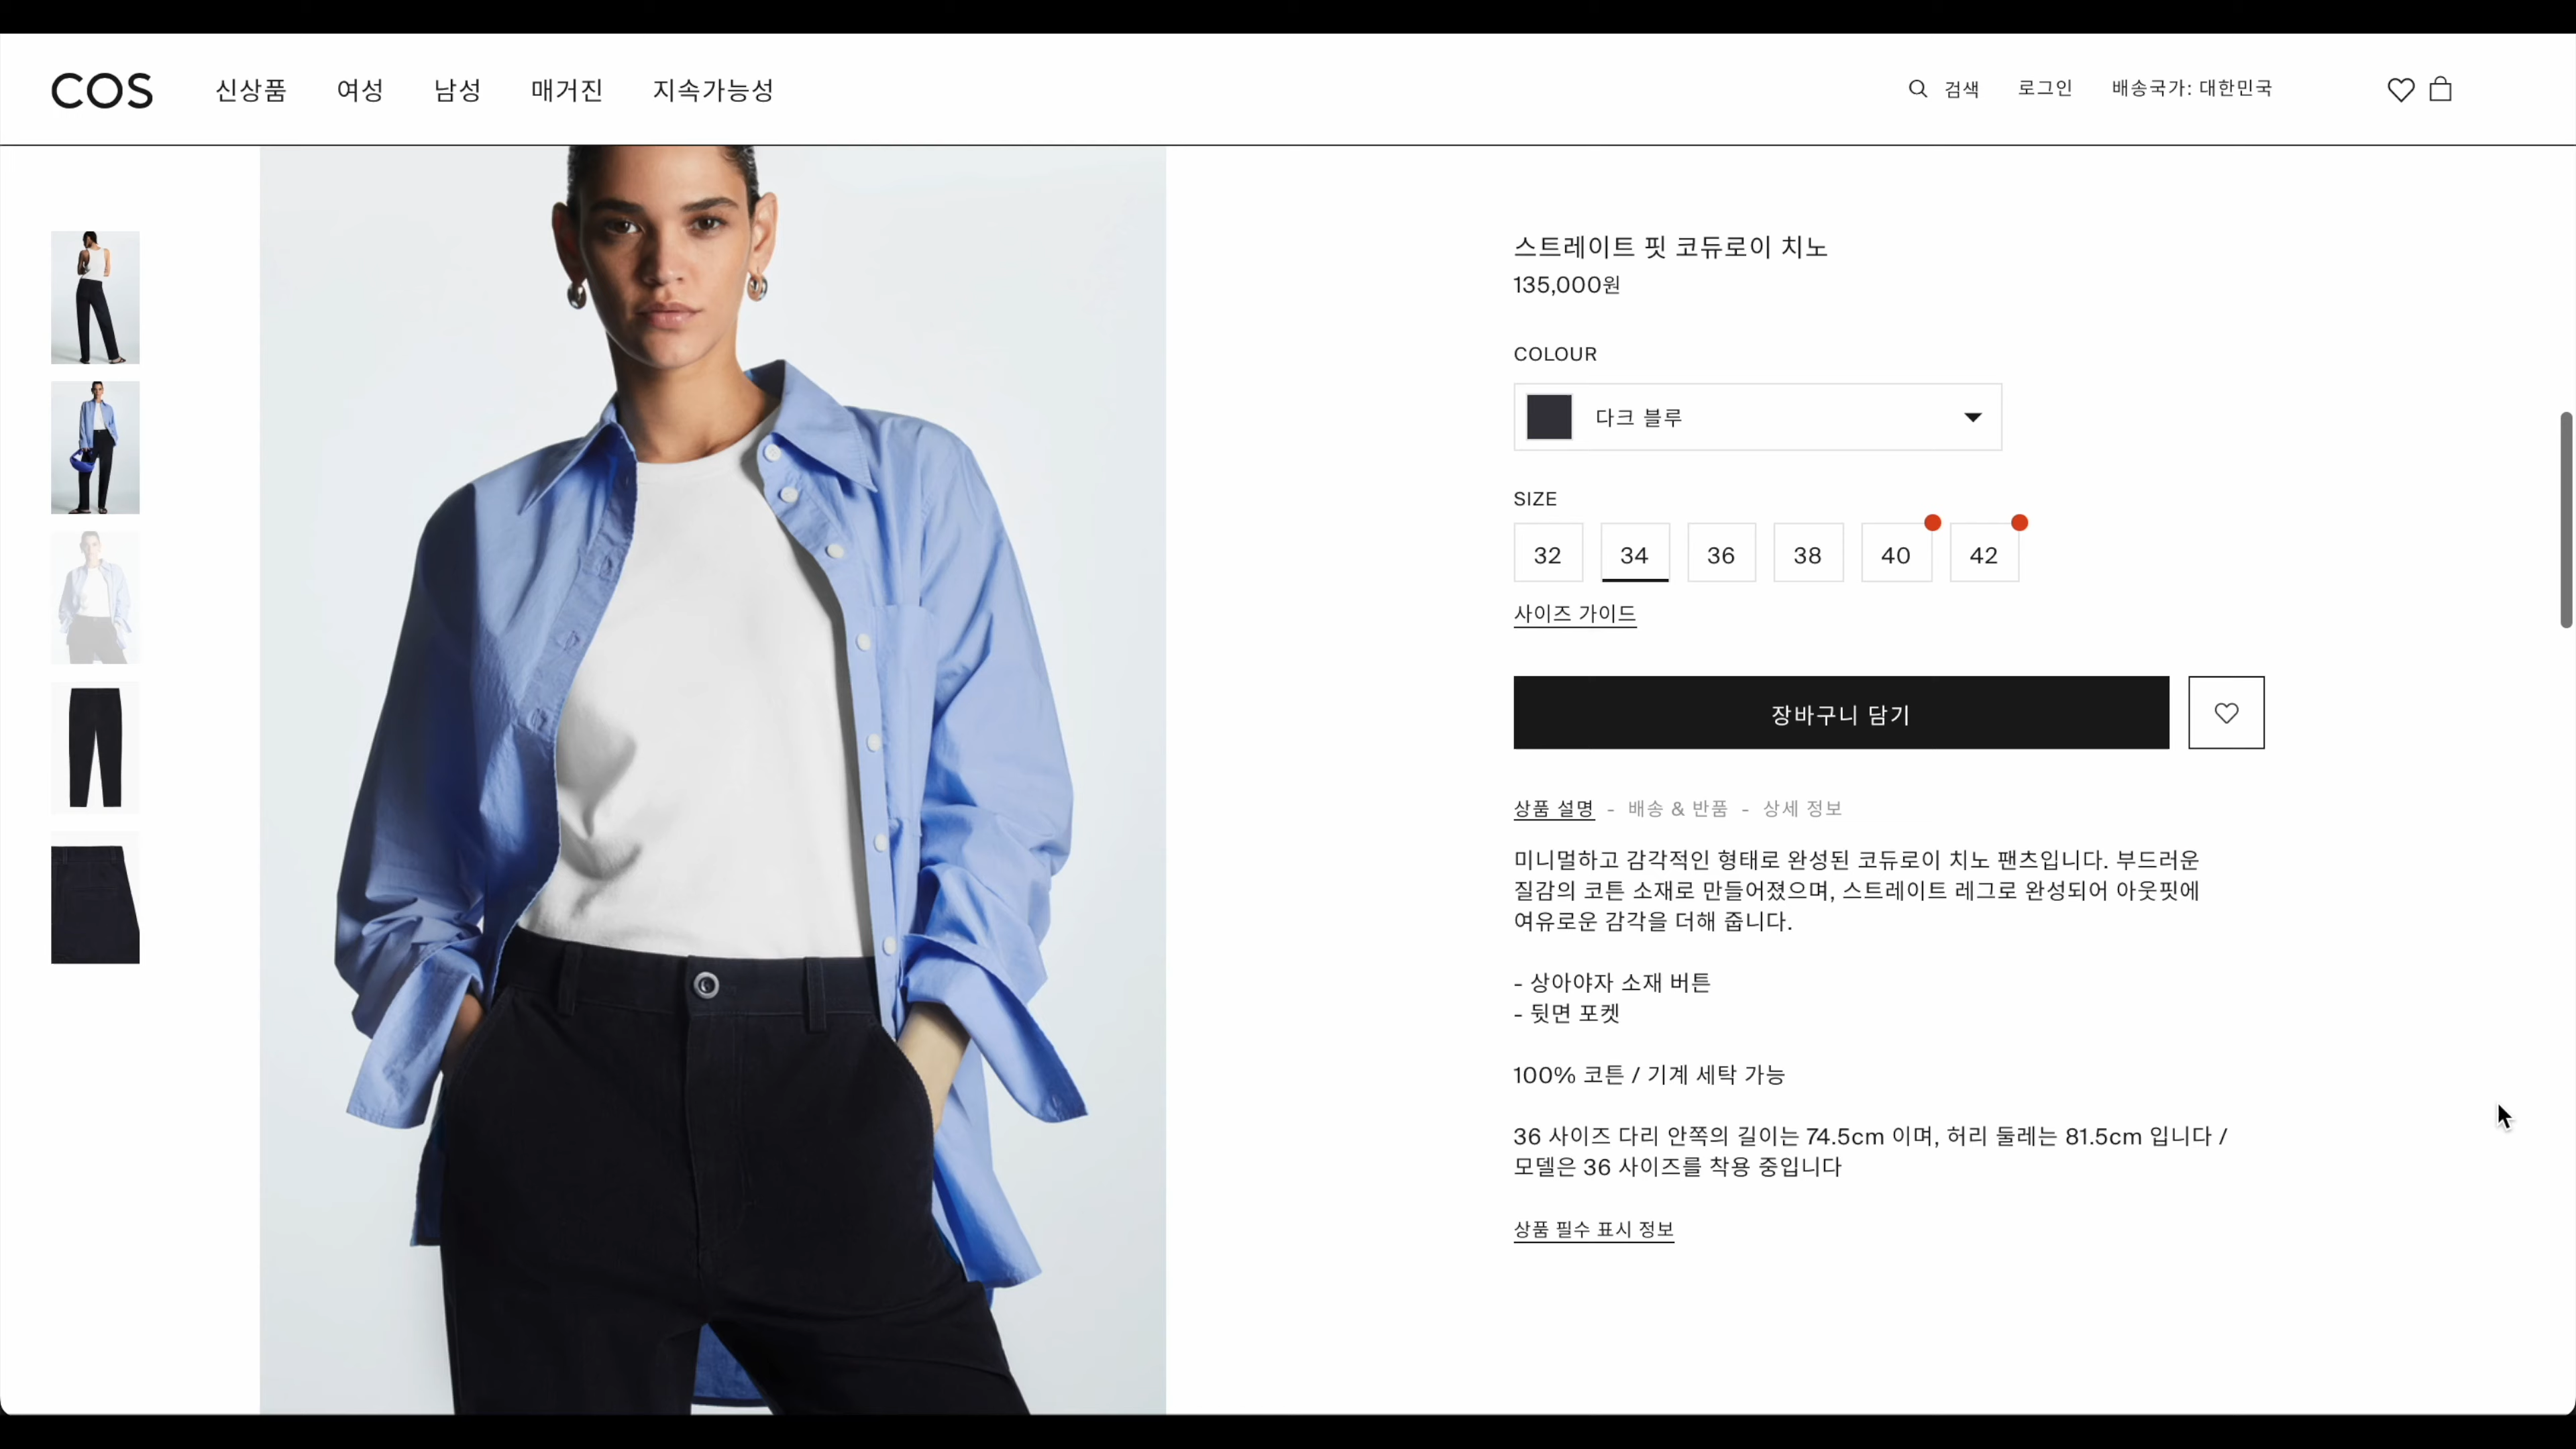 COS
신상품
여성
남성
매거진
지속가능성
검색
로그인
배송국가: 대한민국
스트레이트 핏 코듀로이 치노
135,000원
COLOUR
다크 블루
SIZE
32 34 36 38 40 42
사이즈 가이드
장바구니 담기
상품 설명 - 배송 & 반품 - 상세 정보
미니멀하고 감각적인 형태로 완성된 코듀로이 치노 팬츠입니다. 부드러운
질감의 코튼 소재로 만들어졌으며, 스트레이트 레그로 완성되어 아웃핏에
여유로운 감각을 더해 줍니다.
- 상아야자 소재 버튼
- 뒷면 포켓
100% 코튼 / 기계 세탁 가능
36 사이즈 다리 안쪽의 길이는 74.5cm 이며, 허리 둘레는 81.5cm 입니다 /
모델은 36 사이즈를 착용 중입니다
상품 필수 표시 정보